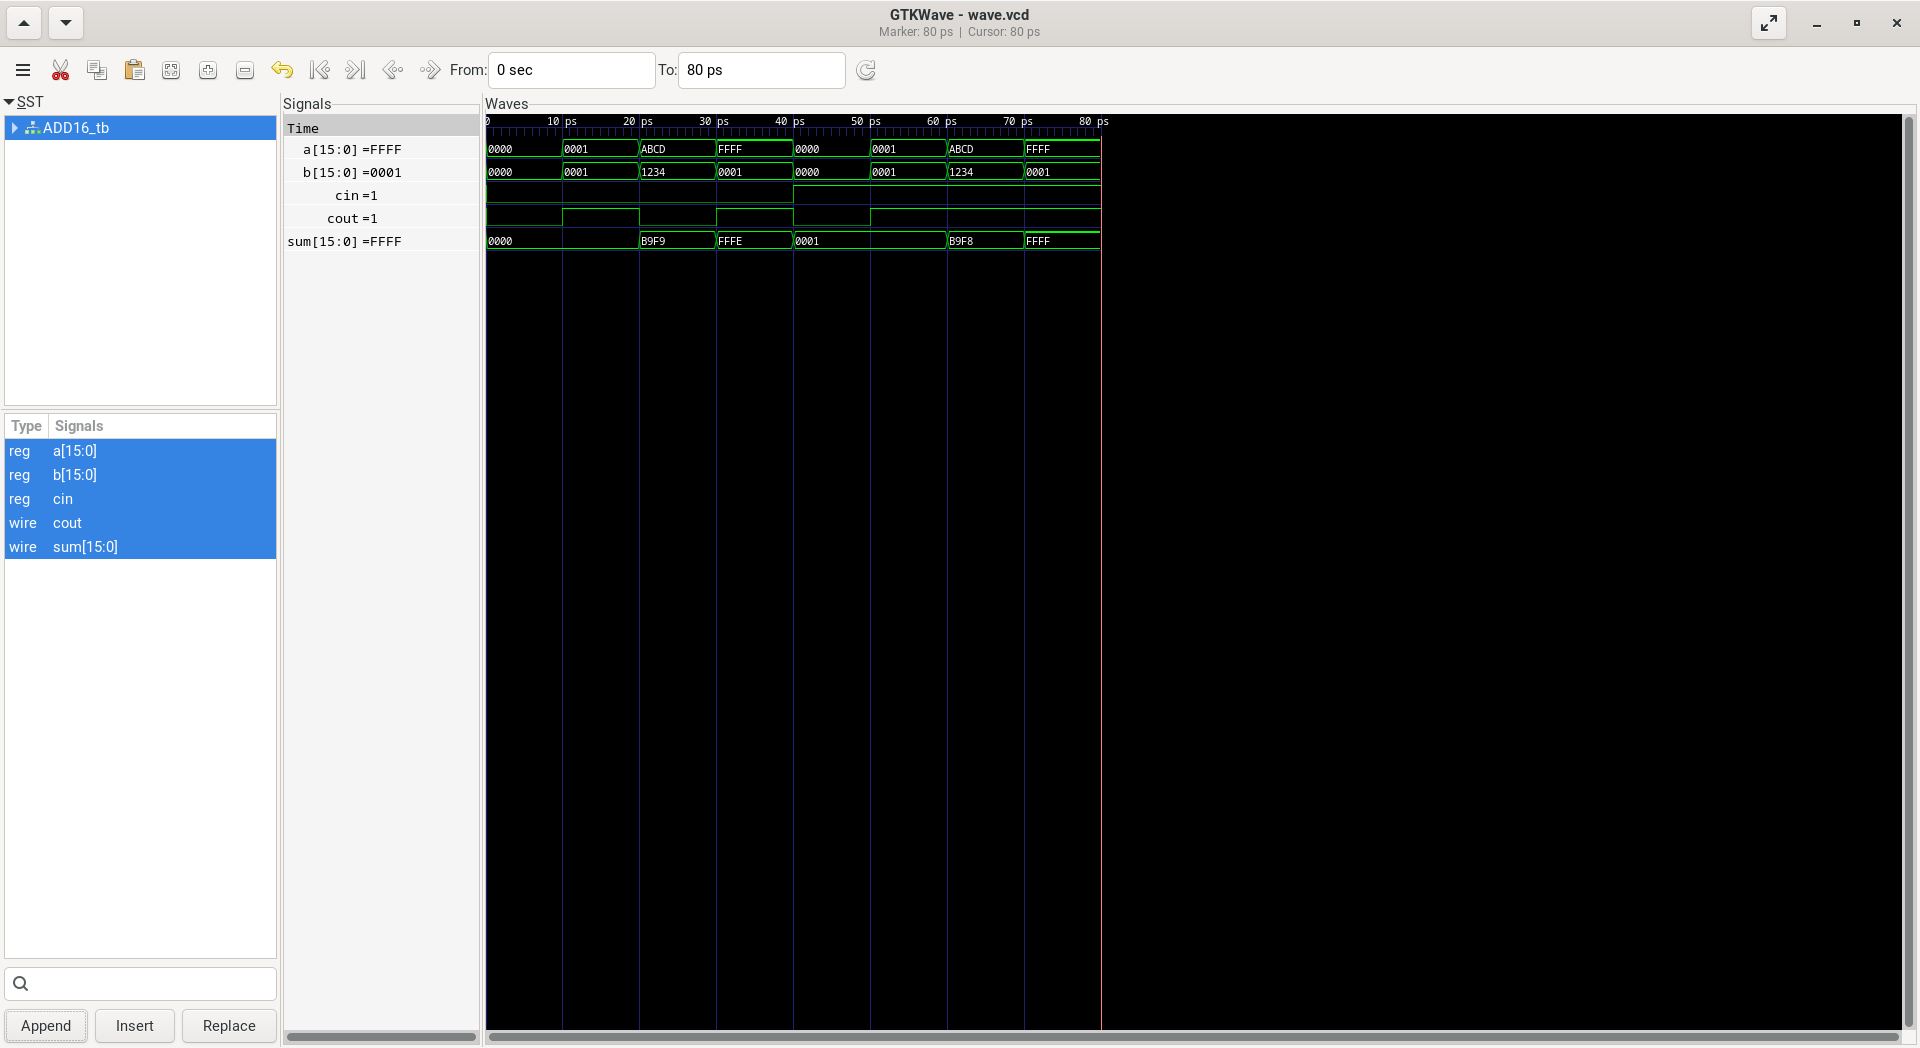 GTKWave - wave.vcd
Marker: 80 ps | Cursor: 80 ps
From: 0 sec To: 80 ps
SST
ADD16_tb
Type Signals
reg a[15:0]
reg b[15:0]
reg cin
wire cout
wire sum[15:0]
Append Insert Replace
Signals
Time
a[15:0] =FFFF
b[15:0] =0001
cin =1
cout =1
sum[15:0] =FFFF
Waves
0 10 ps 20 ps 30 ps 40 ps 50 ps 60 ps 70 ps 80 ps
0000 0001 ABCD FFFF 0000 0001 ABCD FFFF
0000 0001 1234 0001 0000 0001 1234 0001
0000 B9F9 FFFE 0001 B9F8 FFFF